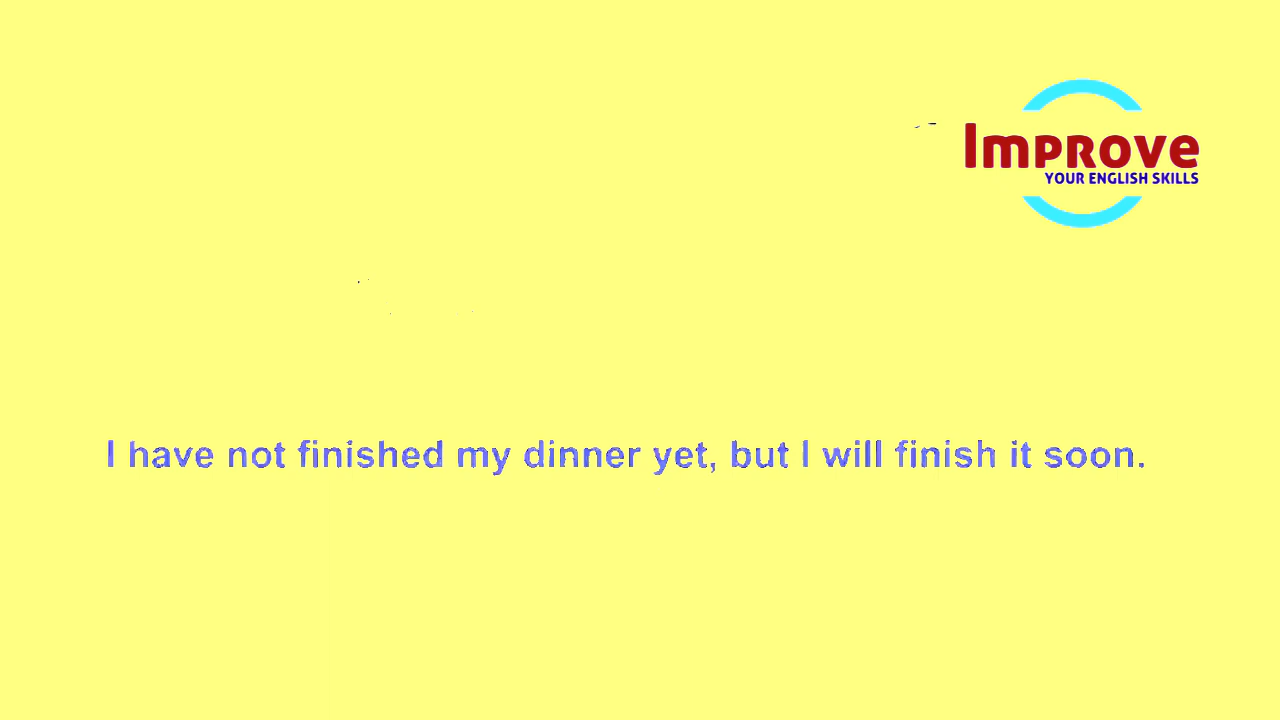 Improve
YOUR ENGLISH SKILLS
I have not finished my dinner yet, but I will finish it soon.